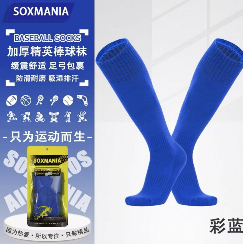 SOXMANIA
BASEBALL SOCKS
加厚精英棒球袜
缓震舒适 足弓包裹
防滑耐磨 吸湿排汗
只为运动而生
SOXMANIA
彩蓝